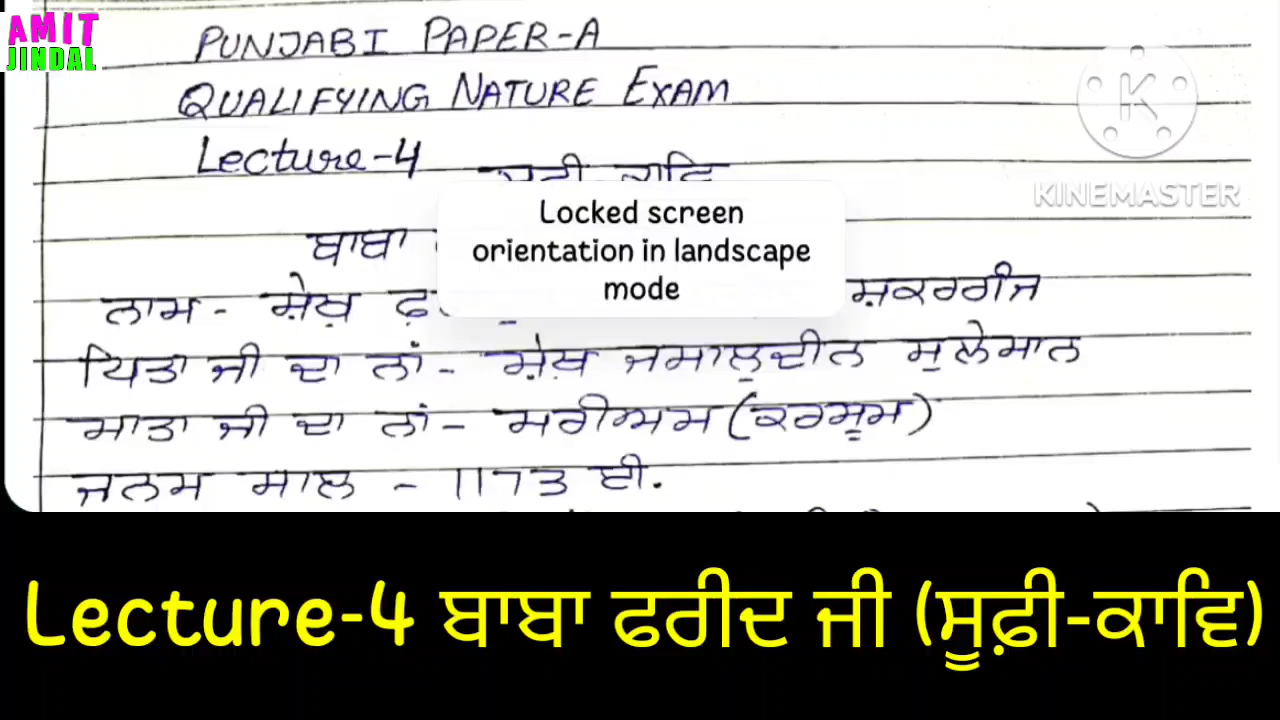 AMIT
JINDAL
PUNJABI PAPER-A
QUALIFYING NATURE EXAM
Lecture-4
KINEMASTER
Locked screen
orientation in landscape
mode
ਬਾਬਾ
ਨਾਮ - ਸ਼ੇਖ਼ ਸ਼ਕਰਗੰਜ
ਪਿਤਾ ਜੀ ਦਾ ਨਾਂ - ਸ਼ੇਖ਼ ਜਮਾਲੁਦੀਨ ਸੁਲੇਮਾਨ
ਮਾਤਾ ਜੀ ਦਾ ਨਾਂ - ਮਰੀਅਮ (ਕਰਸੂਮ)
ਜਨਮ ਸਾਲ - 1173 ਈ.
Lecture-4 ਬਾਬਾ ਫਰੀਦ ਜੀ (ਸੂਫ਼ੀ-ਕਾਵਿ)